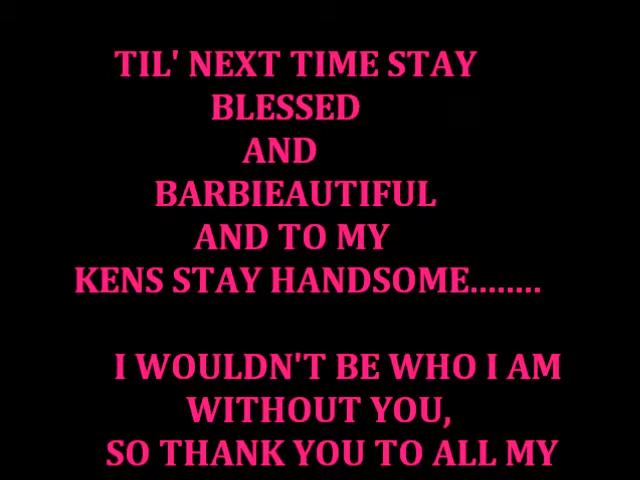 TIL' NEXT TIME STAY
BLESSED
AND
BARBIEAUTIFUL
AND TO MY
KENS STAY HANDSOME........
I WOULDN'T BE WHO I AM
WITHOUT YOU,
SO THANK YOU TO ALL MY